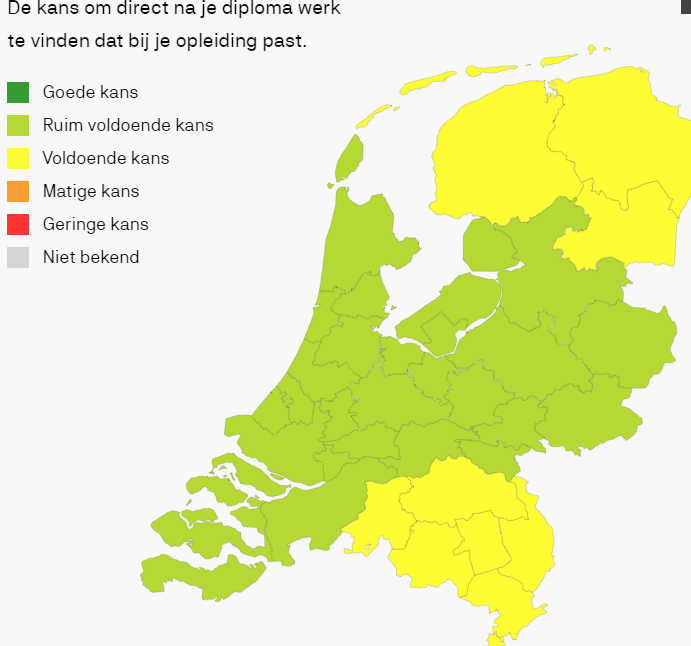 De kans om direct na je diploma werk
te vinden dat bij je opleiding past.
Goede kans
Ruim voldoende kans
Voldoende kans
Matige kans
Geringe kans
Niet bekend